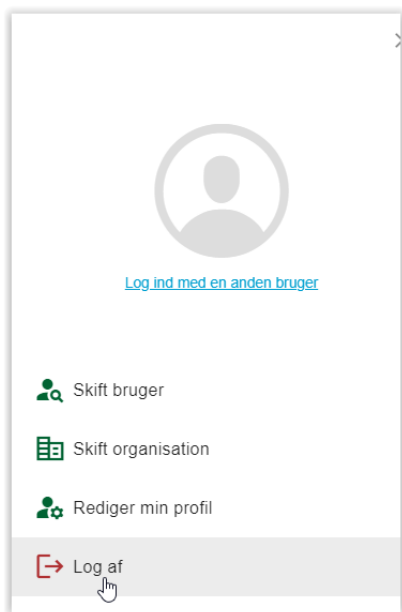 Log ind med en anden bruger
Skift bruger
Skift organisation
Rediger min profil
Log af